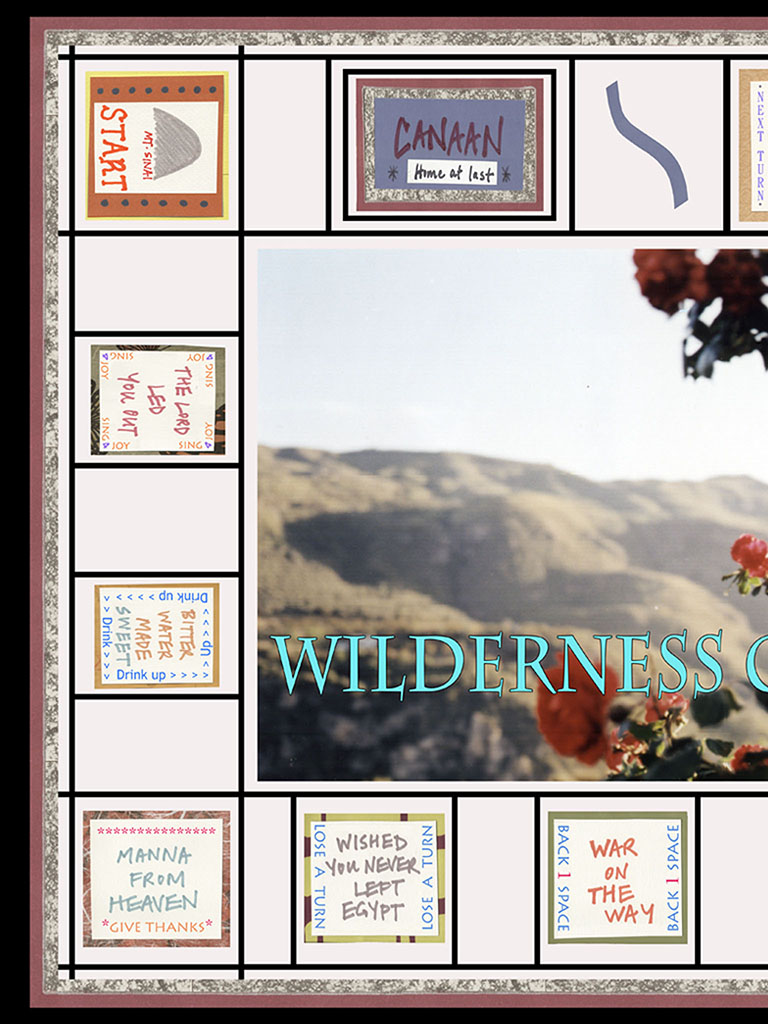 START
MT. SINAI
CANAAN
*Home at last*
•NEXT TURN•
SING JOY
SING JOY
THE LORD
LED
YOU OUT
SING JOY
SING JOY
Drink up > > > > >
Drink > >
up > > >
BITTER
WATER
MADE
SWEET
Drink up > > > >
WILDERNESS
***************
MANNA
FROM
HEAVEN
*GIVE THANKS*
LOSE A TURN
WISHED
YOU NEVER
LEFT
EGYPT
LOSE A TURN
BACK 1 SPACE
WAR
ON
THE
WAY
BACK 1 SPACE